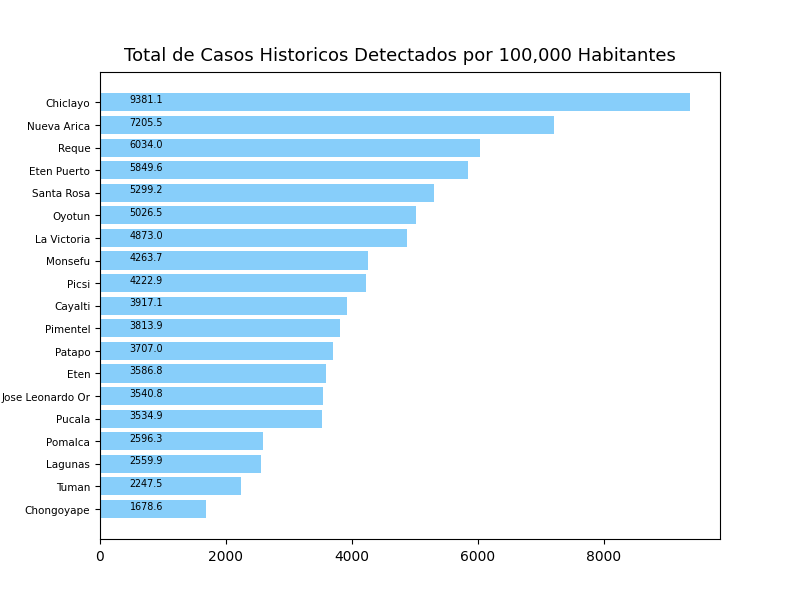 Total de Casos Historicos Detectados por 100,000 Habitantes
Chiclayo 9381.1
Nueva Arica 7205.5
Reque 6034.0
Eten Puerto 5849.6
Santa Rosa 5299.2
Oyotun 5026.5
La Victoria 4873.0
Monsefu 4263.7
Picsi 4222.9
Cayalti 3917.1
Pimentel 3813.9
Patapo 3707.0
Eten 3586.8
Jose Leonardo Or 3540.8
Pucala 3534.9
Pomalca 2596.3
Lagunas 2559.9
Tuman 2247.5
Chongoyape 1678.6
0 2000 4000 6000 8000